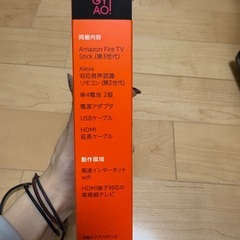 GYAO!
同梱内容
Amazon Fire TV
Stick (第3世代)
Alexa
対応音声認識
リモコン (第3世代)
単4電池 2個
電源アダプタ
USBケーブル
HDMI
延長ケーブル
動作環境
高速インターネット
wifi
HDMI端子対応の
高精細テレビ